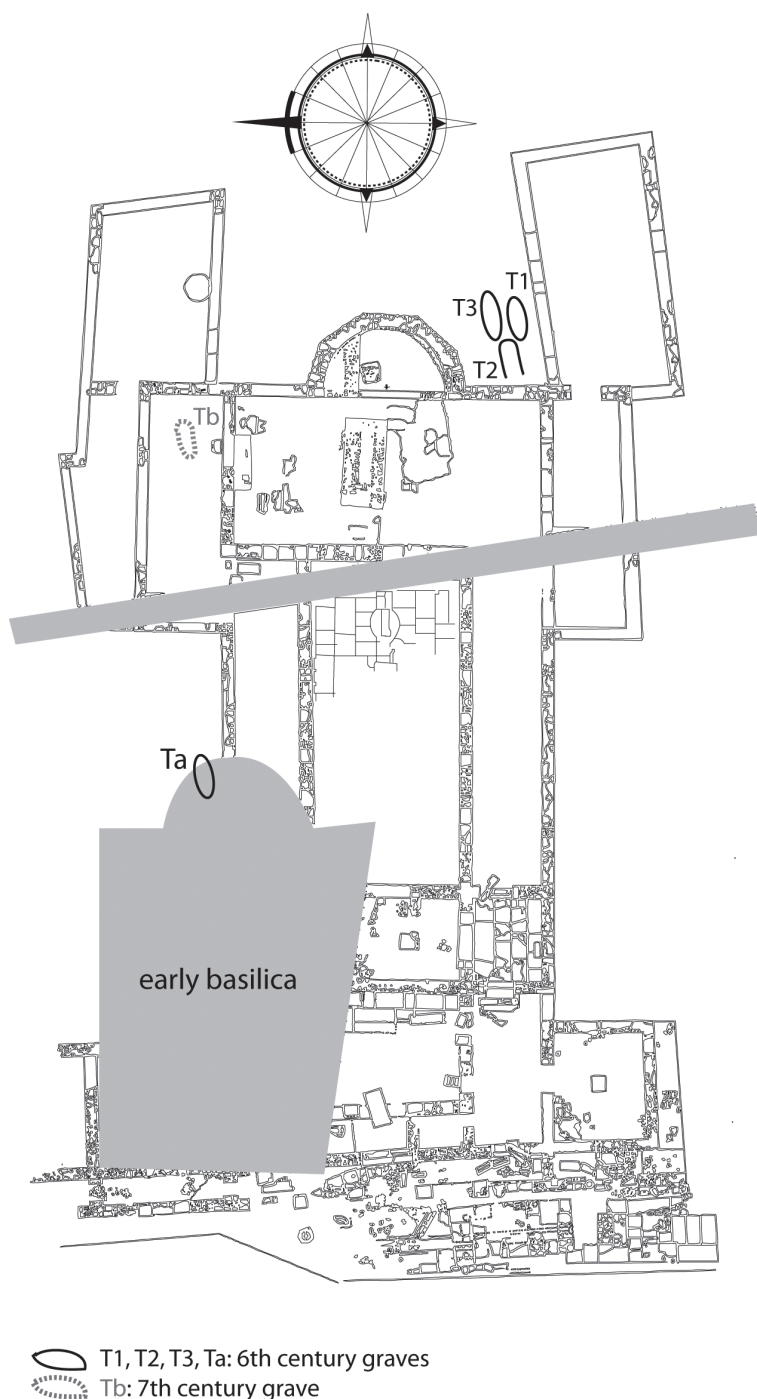 T1
T3
T2
Tb
Ta
early basilica
T1, T2, T3, Ta: 6th century graves
Tb: 7th century grave